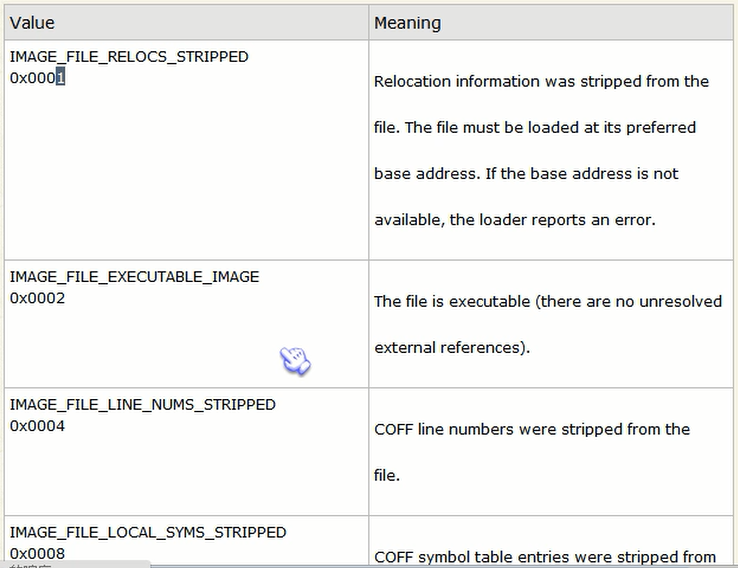 Value
Meaning
IMAGE_FILE_RELOCS_STRIPPED
0x0001
Relocation information was stripped from the
file. The file must be loaded at its preferred
base address. If the base address is not
available, the loader reports an error.
IMAGE_FILE_EXECUTABLE_IMAGE
0x0002
The file is executable (there are no unresolved
external references).
IMAGE_FILE_LINE_NUMS_STRIPPED
0x0004
COFF line numbers were stripped from the
file.
IMAGE_FILE_LOCAL_SYMS_STRIPPED
0x0008
COFF symbol table entries were stripped from